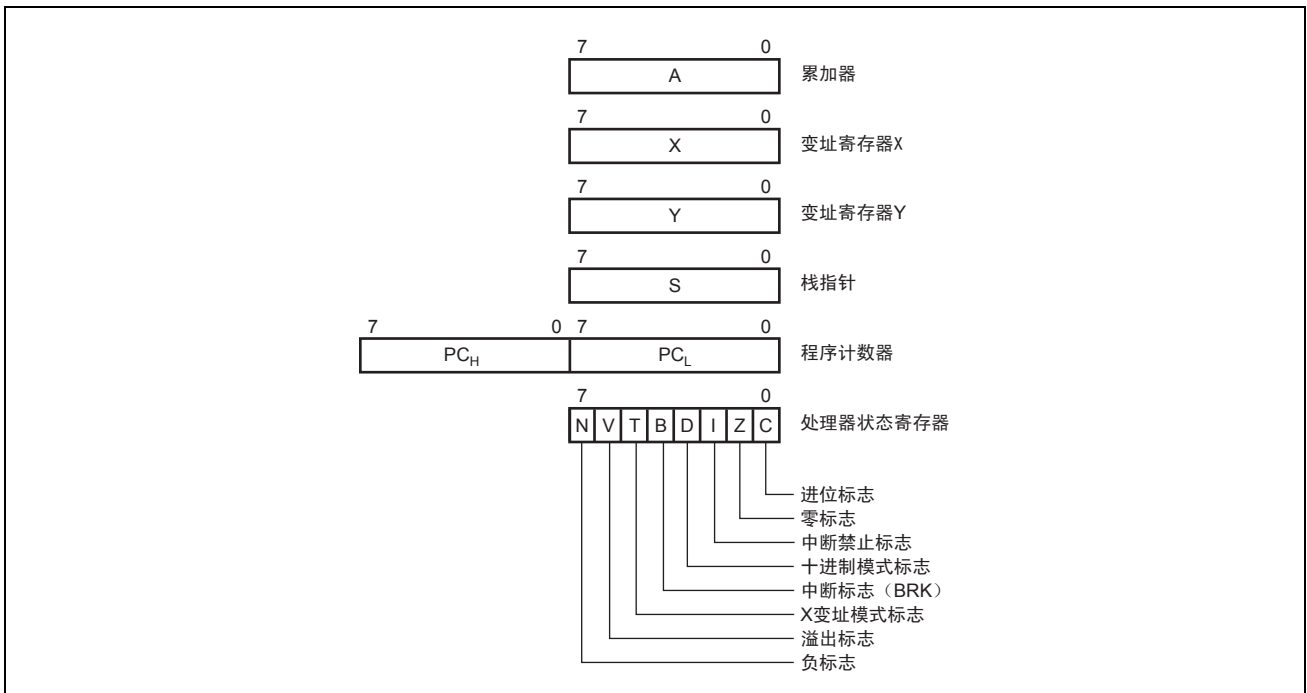 7 0
A 累加器
7 0
X 变址寄存器X
7 0
Y 变址寄存器Y
7 0
S 栈指针
7 0 7 0
PCH PCL 程序计数器
7 0
N V T B D I Z C 处理器状态寄存器
进位标志
零标志
中断禁止标志
十进制模式标志
中断标志（BRK）
X变址模式标志
溢出标志
负标志